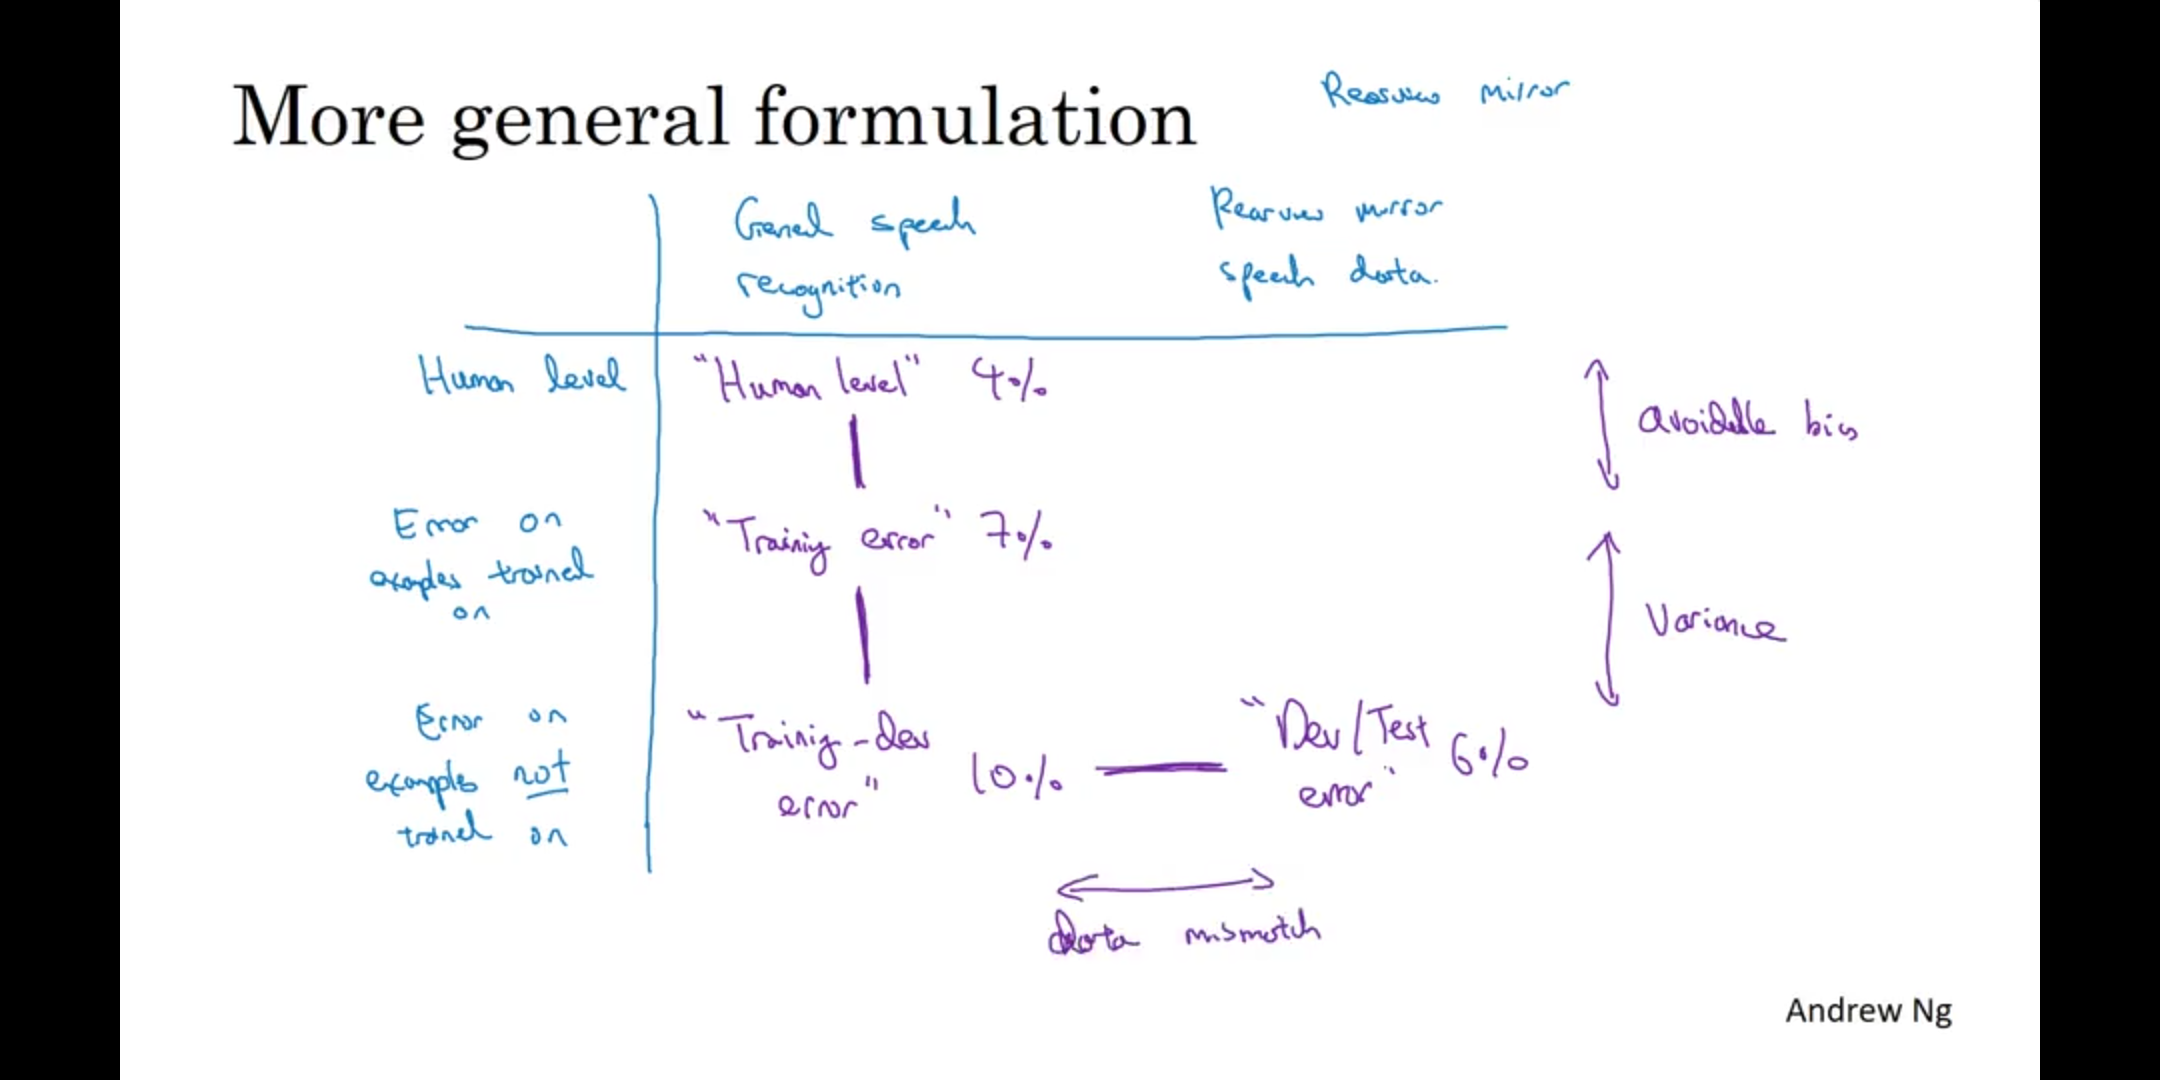 More general formulation
Rearview mirror
General speech
recognition
Rearview mirror
speech data.
Human level
"Human level" 4%
avoidable bias
Error on
examples trained
on
"Training error" 7%
Variance
Error on
examples not
trained on
"Training-dev
error" 10%
"Dev/Test
error" 6%
data mismatch
Andrew Ng